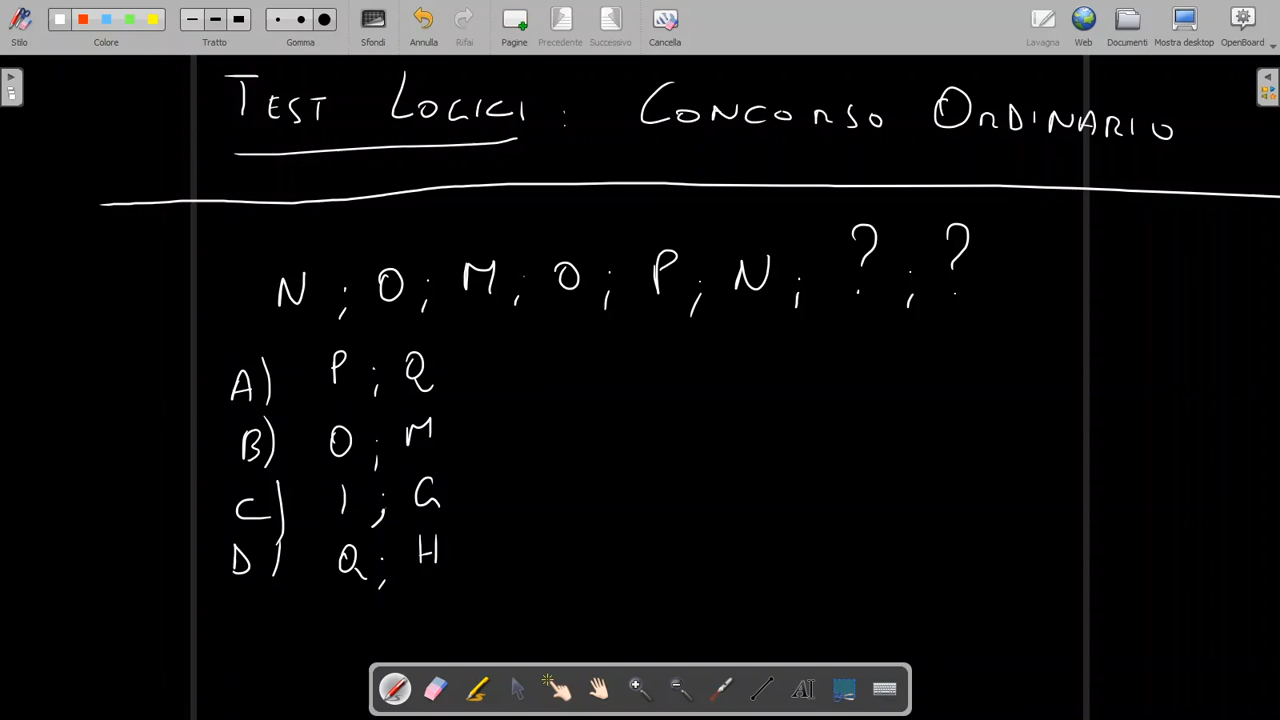 Stilo Colore Tratto Gomma Sfondi Annulla Rifai Pagine Precedente Successivo Cancella Lavagna Web Documenti Mostra desktop OpenBoard
TEST LOGICI : CONCORSO ORDINARIO
N ; O ; M ; O ; P ; N ; ? ; ?
A) P ; Q
B) O ; M
C) I ; G
D) Q ; H
AI